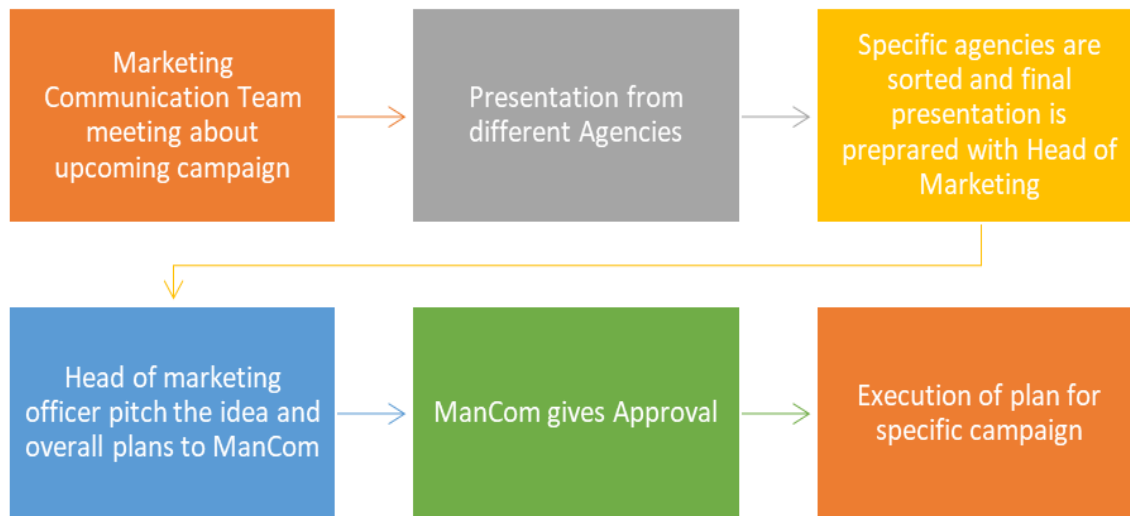 Marketing
Communication Team
meeting about
upcoming campaign
Presentation from
different Agencies
Specific agencies are
sorted and final
presentation is
preprared with Head of
Marketing
Head of marketing
officer pitch the idea and
overall plans to ManCom
ManCom gives Approval
Execution of plan for
specific campaign